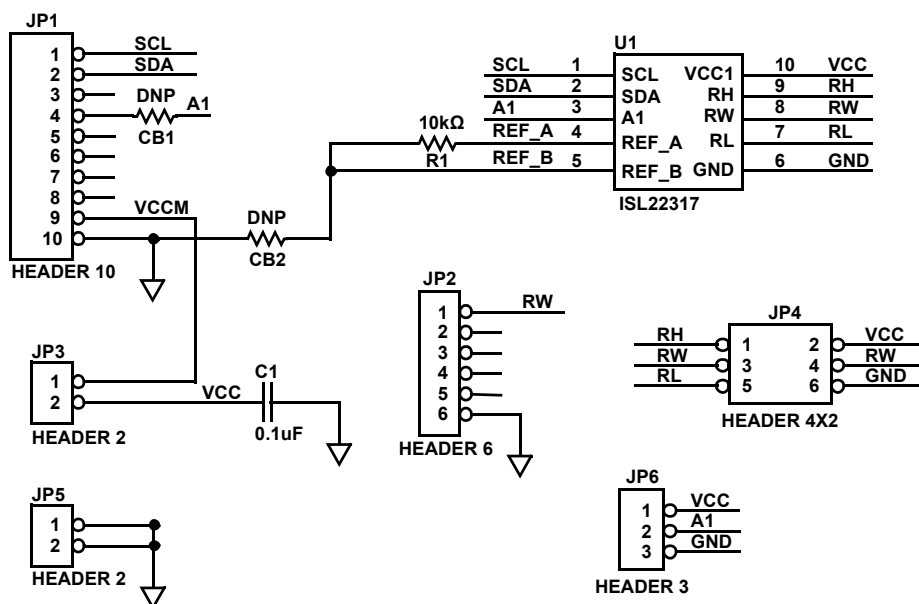 JP1
1 SCL
2 SDA
3
4 DNP A1
CB1
5
6
7
8
9 VCCM
10
HEADER 10
DNP
CB2
10kΩ
R1
U1
SCL 1 SCL
SDA 2 SDA
A1 3 A1
REF_A 4 REF_A
REF_B 5 REF_B
VCC1 10 VCC
RH 9 RH
RW 8 RW
RL 7 RL
GND 6 GND
ISL22317
JP3
1
2 VCC
HEADER 2
C1
0.1uF
JP2
1 RW
2
3
4
5
6
HEADER 6
JP4
RH 1 2 VCC
RW 3 4 RW
RL 5 6 GND
HEADER 4X2
JP5
1
2
HEADER 2
JP6
1 VCC
2 A1
3 GND
HEADER 3